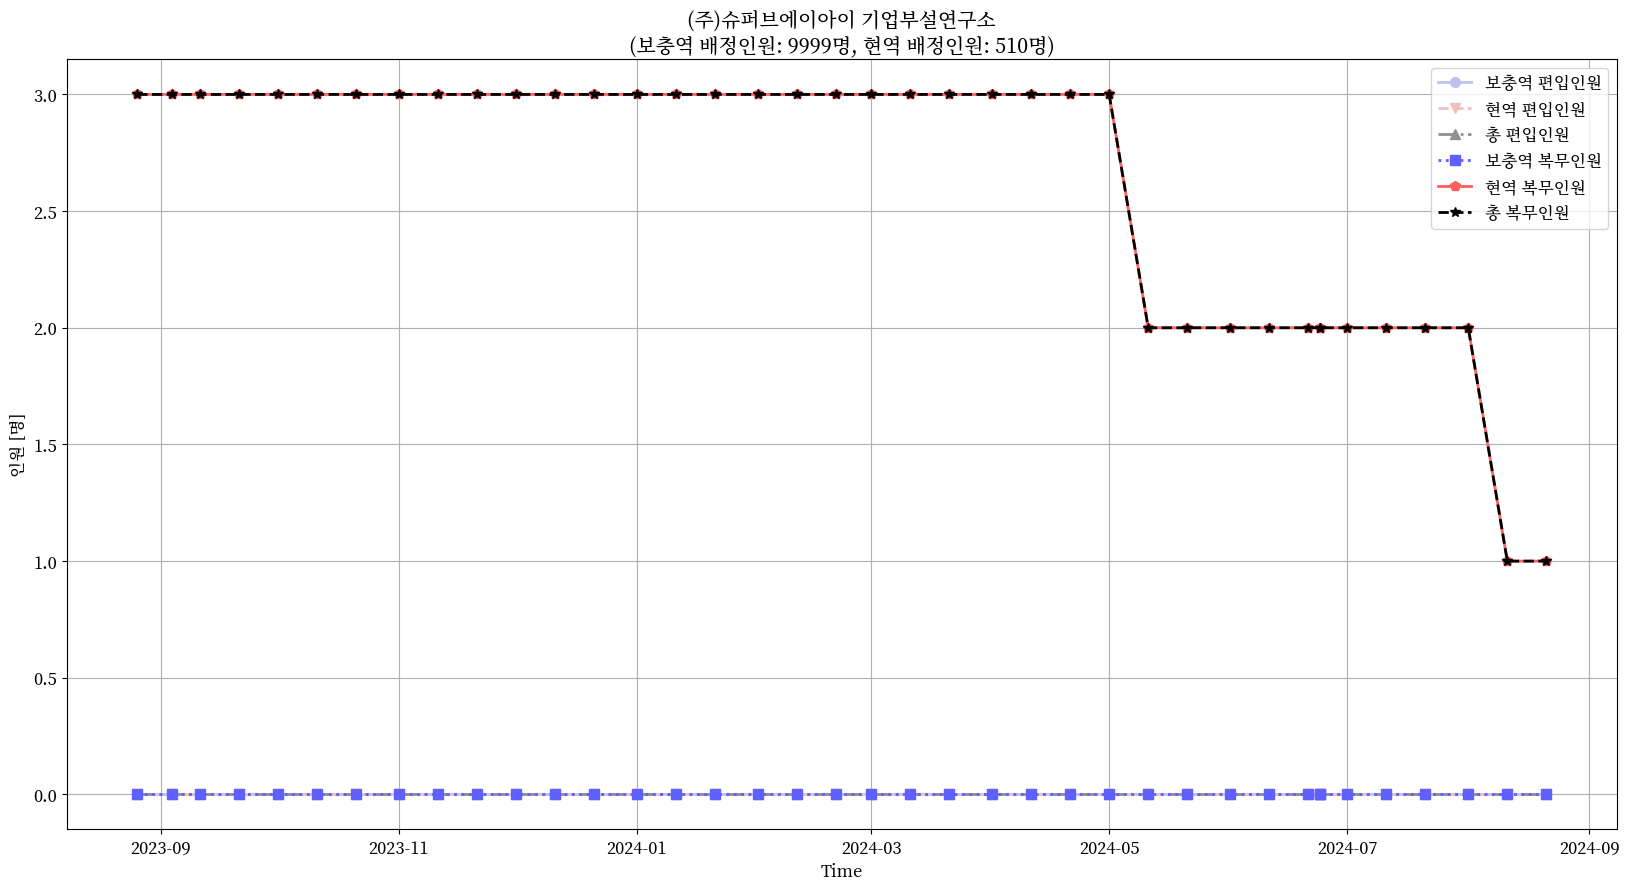 (주)슈퍼브에이아이 기업부설연구소
(보충역 배정인원: 9999명, 현역 배정인원: 510명)
보충역 편입인원
현역 편입인원
총 편입인원
보충역 복무인원
현역 복무인원
총 복무인원
인원 [명]
3.0
2.5
2.0
1.5
1.0
0.5
0.0
2023-09 2023-11 2024-01 2024-03 2024-05 2024-07 2024-09
Time